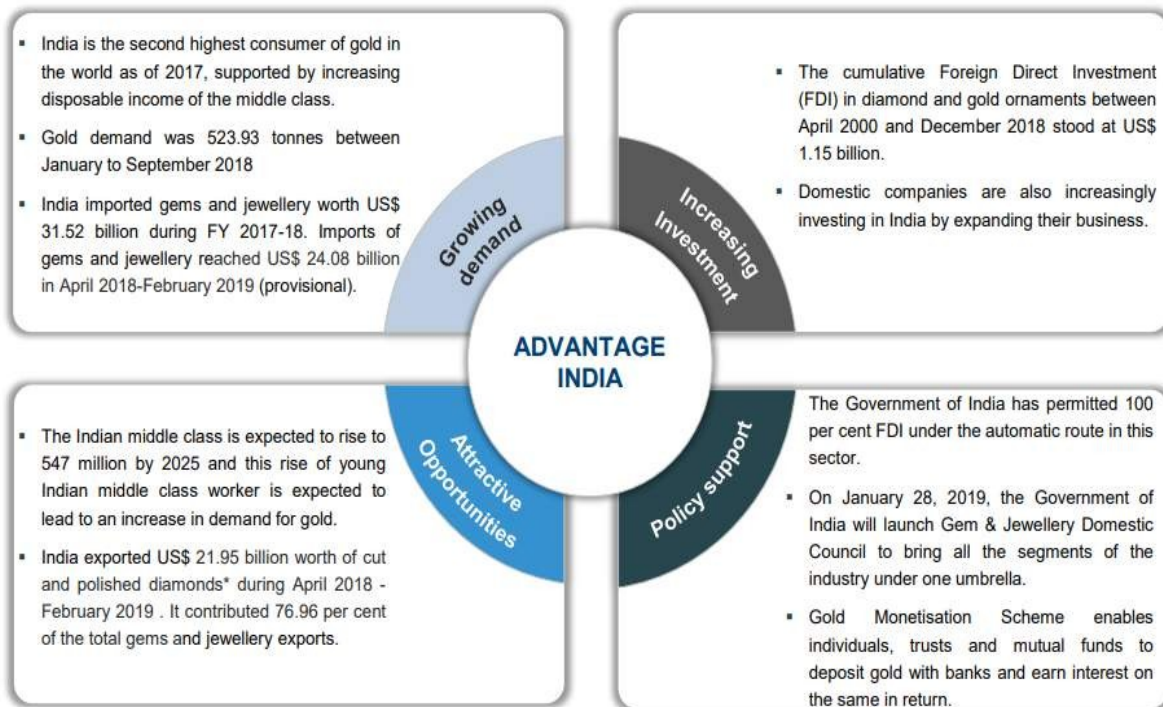 ▪ India is the second highest consumer of gold in
the world as of 2017, supported by increasing
disposable income of the middle class.
▪ Gold demand was 523.93 tonnes between
January to September 2018
▪ India imported gems and jewellery worth US$
31.52 billion during FY 2017-18. Imports of
gems and jewellery reached US$ 24.08 billion
in April 2018-February 2019 (provisional).
Growing
demand
▪ The cumulative Foreign Direct Investment
(FDI) in diamond and gold ornaments between
April 2000 and December 2018 stood at US$
1.15 billion.
▪ Domestic companies are also increasingly
investing in India by expanding their business.
Increasing
Investment
ADVANTAGE
INDIA
▪ The Indian middle class is expected to rise to
547 million by 2025 and this rise of young
Indian middle class worker is expected to
lead to an increase in demand for gold.
▪ India exported US$ 21.95 billion worth of cut
and polished diamonds* during April 2018 -
February 2019 . It contributed 76.96 per cent
of the total gems and jewellery exports.
Attractive
Opportunities
The Government of India has permitted 100
per cent FDI under the automatic route in this
sector.
▪ On January 28, 2019, the Government of
India will launch Gem & Jewellery Domestic
Council to bring all the segments of the
industry under one umbrella.
▪ Gold Monetisation Scheme enables
individuals, trusts and mutual funds to
deposit gold with banks and earn interest on
the same in return.
Policy support